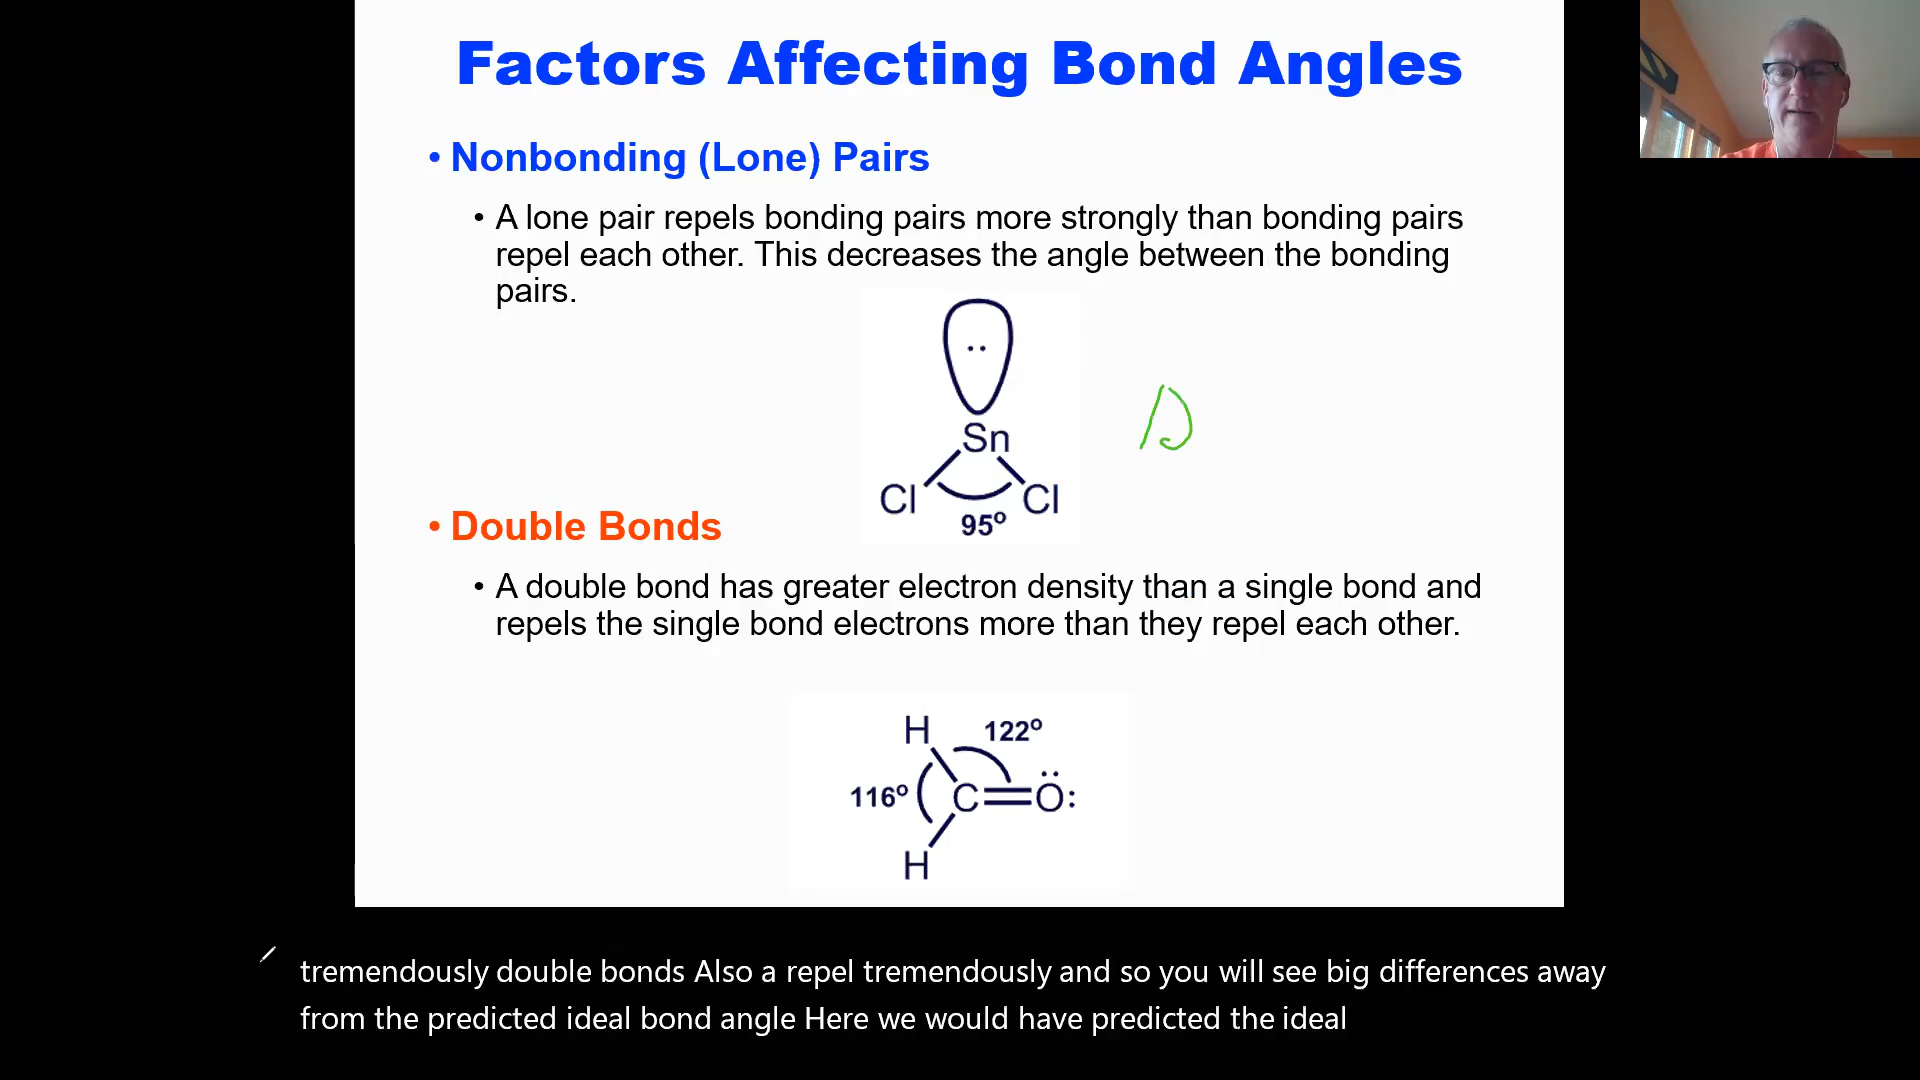 Factors Affecting Bond Angles
• Nonbonding (Lone) Pairs
• A lone pair repels bonding pairs more strongly than bonding pairs
repel each other. This decreases the angle between the bonding
pairs.
Sn
Cl Cl
95º
• Double Bonds
• A double bond has greater electron density than a single bond and
repels the single bond electrons more than they repel each other.
H 122º
116º C=Ö:
H
tremendously double bonds Also a repel tremendously and so you will see big differences away
from the predicted ideal bond angle Here we would have predicted the ideal